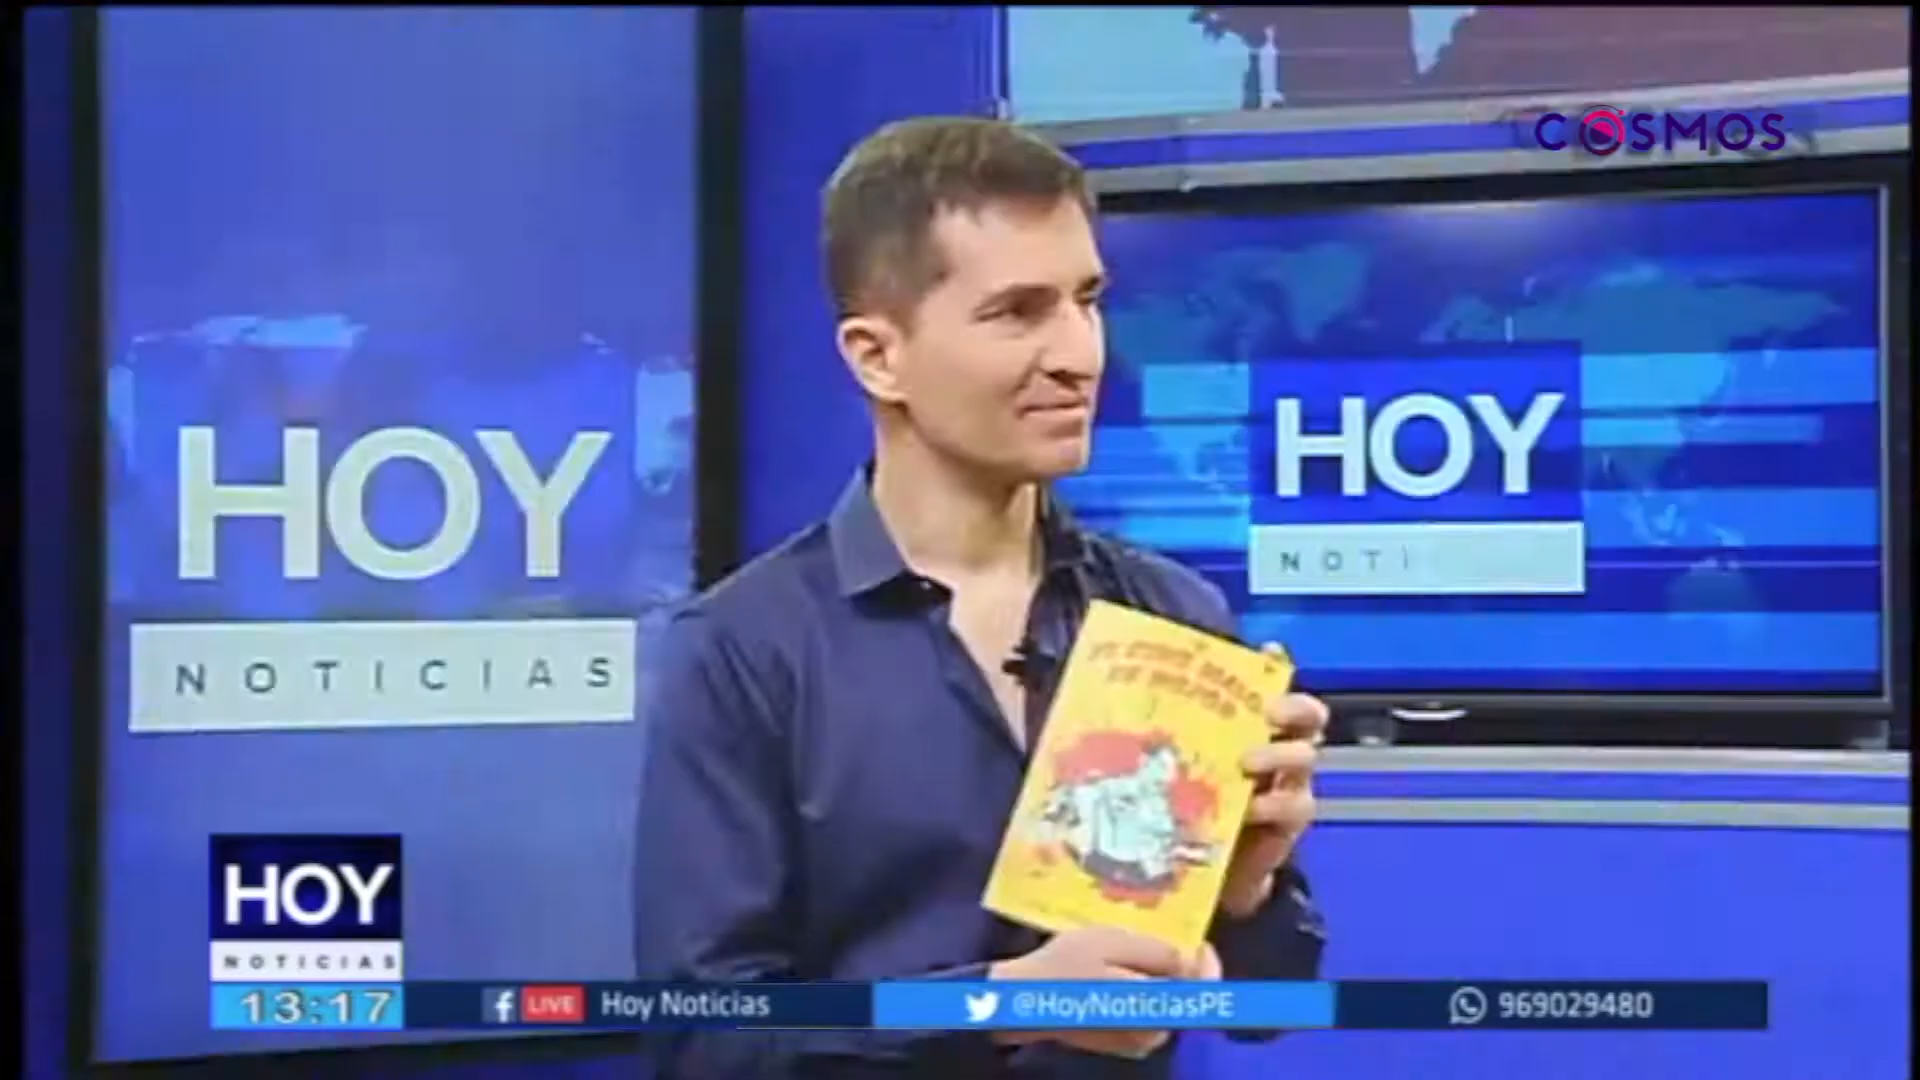 COSMOS
HOY
NOTICIAS
HOY
NOTI
HOY
NOTICIAS
13:17
LIVE Hoy Noticias
@HoyNoticiasPE
969029480